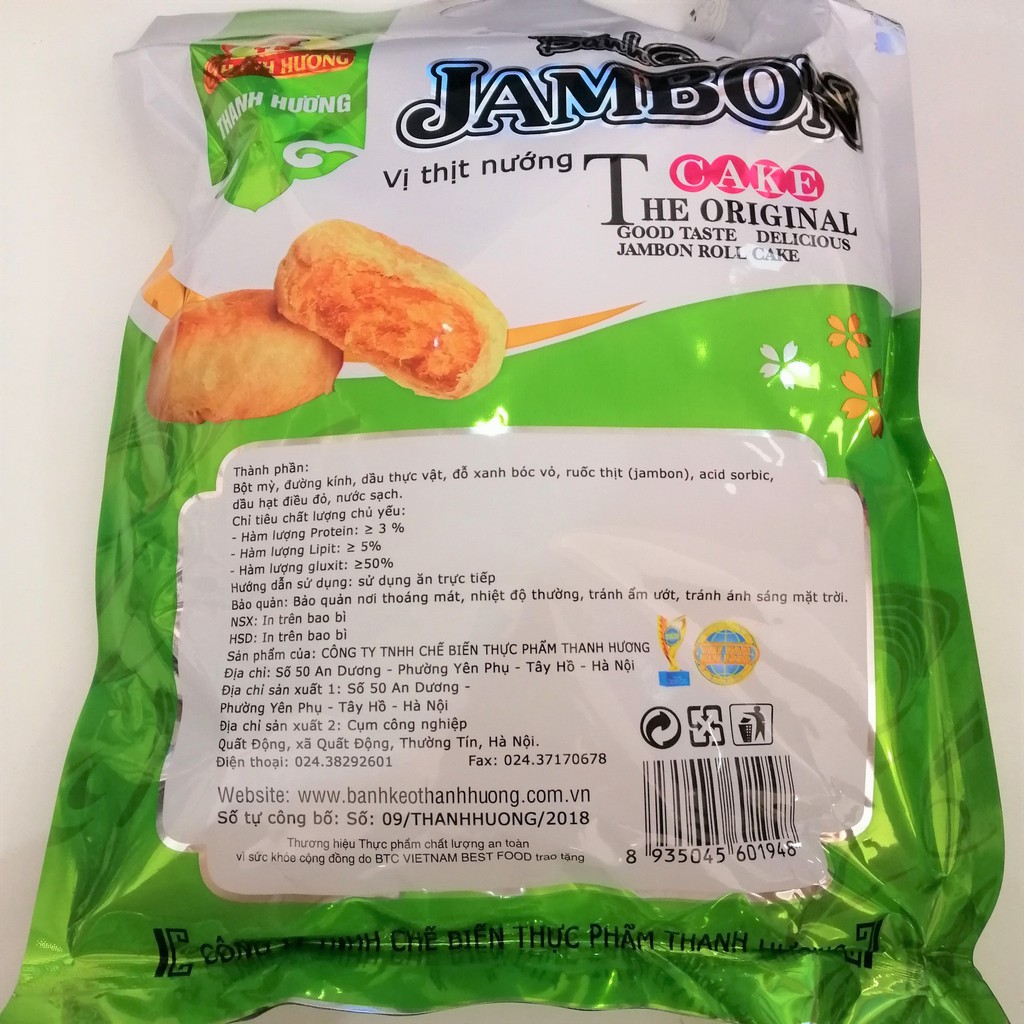 THANH HƯƠNG
THANH HƯƠNG
Bánh
JAMBON
Vị thịt nướng
CAKE
THE ORIGINAL
GOOD TASTE DELICIOUS
JAMBON ROLL CAKE
Thành phần:
Bột mỳ, đường kính, dầu thực vật, đỗ xanh bóc vỏ, ruốc thịt (jambon), acid sorbic,
dầu hạt điều đỏ, nước sạch.
Chỉ tiêu chất lượng chủ yếu:
- Hàm lượng Protein: ≥ 3 %
- Hàm lượng Lipit: ≥ 5%
- Hàm lượng gluxit: ≥50%
Hướng dẫn sử dụng: sử dụng ăn trực tiếp
Bảo quản: Bảo quản nơi thoáng mát, nhiệt độ thường, tránh ẩm ướt, tránh ánh sáng mặt trời.
NSX: In trên bao bì
HSD: In trên bao bì
Sản phẩm của: CÔNG TY TNHH CHẾ BIẾN THỰC PHẨM THANH HƯƠNG
Địa chỉ: Số 50 An Dương - Phường Yên Phụ - Tây Hồ - Hà Nội
Địa chỉ sản xuất 1: Số 50 An Dương -
Phường Yên Phụ - Tây Hồ - Hà Nội
Địa chỉ sản xuất 2: Cụm công nghiệp
Quất Động, xã Quất Động, Thường Tín, Hà Nội.
Điện thoại: 024.38292601 Fax: 024.37170678
Website: www.banhkeothanhhuong.com.vn
Số tự công bố: Số: 09/THANHHUONG/2018
Thương hiệu Thực phẩm chất lượng an toàn
vì sức khỏe cộng đồng do BTC VIETNAM BEST FOOD trao tặng
8 935045 601948
CÔNG TY TNHH CHẾ BIẾN THỰC PHẨM THANH HƯƠNG